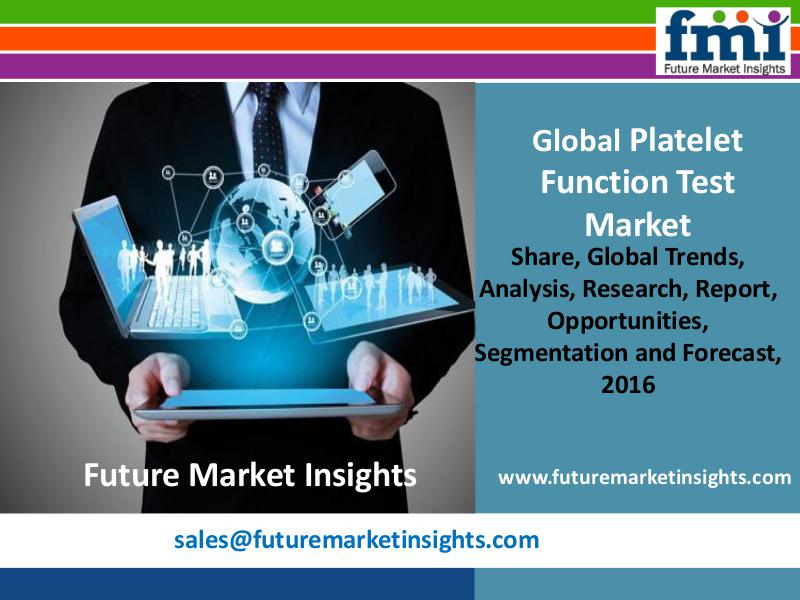 fmi
Future Market Insights
Global Platelet
Function Test
Market
Share, Global Trends,
Analysis, Research, Report,
Opportunities,
Segmentation and Forecast,
2016
Future Market Insights
www.futuremarketinsights.com
sales@futuremarketinsights.com